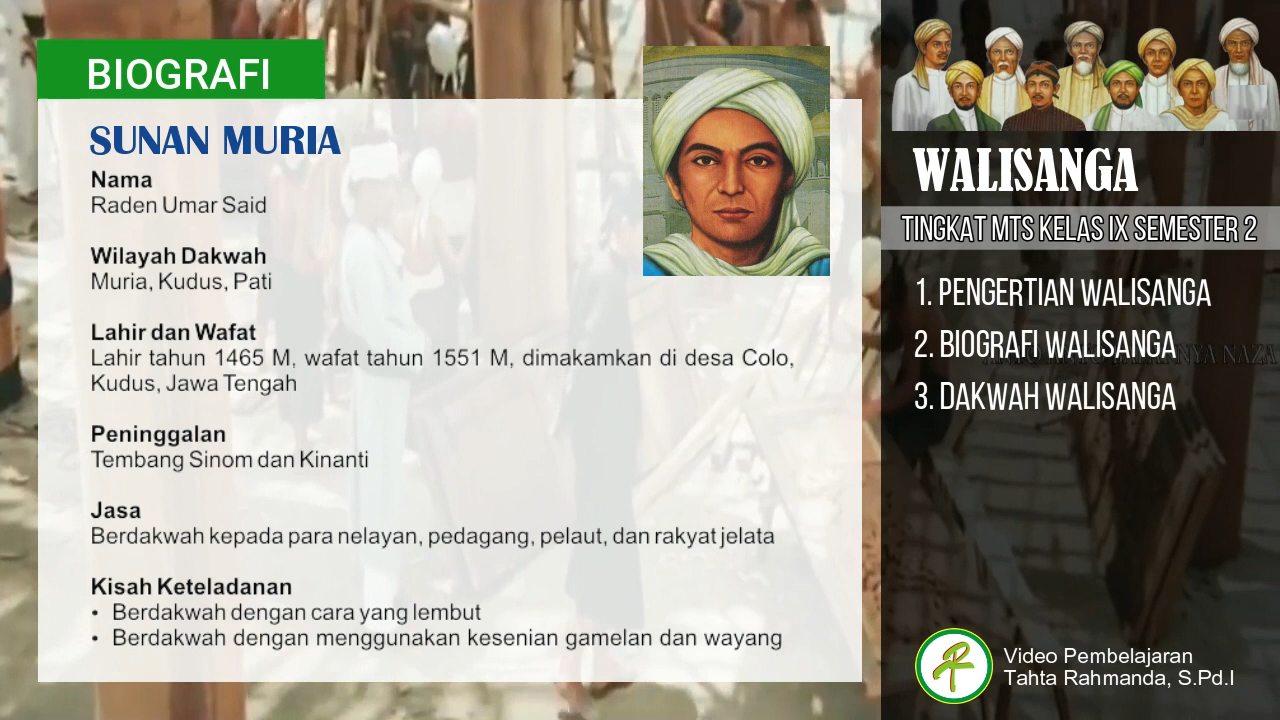 BIOGRAFI
SUNAN MURIA
Nama
Raden Umar Said
Wilayah Dakwah
Muria, Kudus, Pati
Lahir dan Wafat
Lahir tahun 1465 M, wafat tahun 1551 M, dimakamkan di desa Colo,
Kudus, Jawa Tengah
Peninggalan
Tembang Sinom dan Kinanti
Jasa
Berdakwah kepada para nelayan, pedagang, pelaut, dan rakyat jelata
Kisah Keteladanan
• Berdakwah dengan cara yang lembut
• Berdakwah dengan menggunakan kesenian gamelan dan wayang
WALISANGA
TINGKAT MTS KELAS IX SEMESTER 2
1. PENGERTIAN WALISANGA
2. BIOGRAFI WALISANGA
3. DAKWAH WALISANGA
Video Pembelajaran
Tahta Rahmanda, S.Pd.I